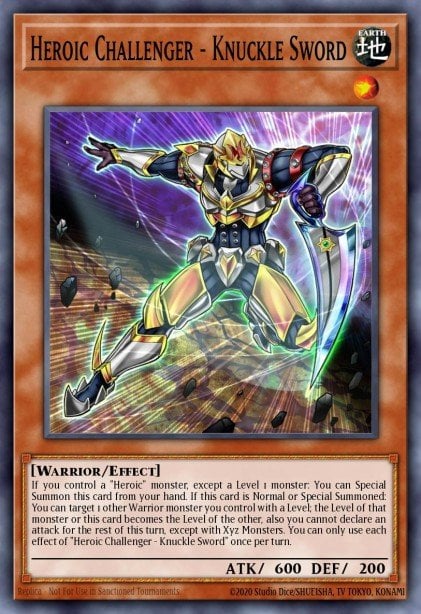 Heroic Challenger - Knuckle Sword
EARTH
地
[Warrior/Effect]
If you control a "Heroic" monster, except a Level 1 monster: You can Special
Summon this card from your hand. If this card is Normal or Special Summoned:
You can target 1 other Warrior monster you control with a Level; the Level of that
monster or this card becomes the Level of the other, also you cannot declare an
attack for the rest of this turn, except with Xyz Monsters. You can only use each
effect of "Heroic Challenger - Knuckle Sword" once per turn.
ATK/ 600 DEF/ 200
Replica - Not For Use in Sanctioned Tournaments
©2020 Studio Dice/SHUEISHA, TV TOKYO, KONAMI